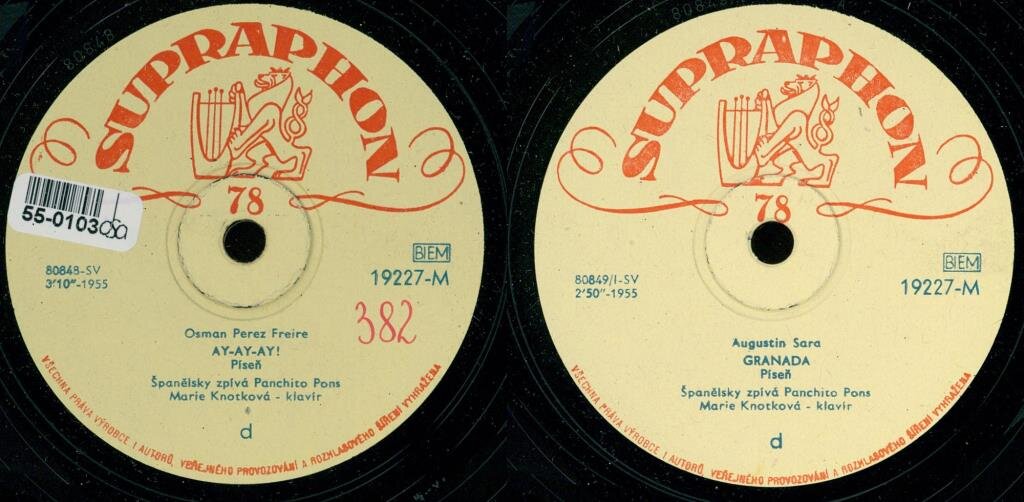 80848
SUPRAPHON
78
55-0103
BIEM
80848-SV
3'10"-1955
19227-M
382
Osman Perez Freire
AY-AY-AY!
Píseň
Španělsky zpívá Panchito Pons
Marie Knotková - klavír
d
VŠECHNA PRÁVA VÝROBCE I AUTORŮ, VEŘEJNÉHO PROVOZOVÁNÍ A ROZHLASOVÉHO ŠÍŘENÍ VYHRAŽENA
80849
SUPRAPHON
78
BIEM
80849/1-SV
2'50"-1955
19227-M
Augustin Sara
GRANADA
Píseň
Španělsky zpívá Panchito Pons
Marie Knotková - klavír
d
VŠECHNA PRÁVA VÝROBCE I AUTORŮ, VEŘEJNÉHO PROVOZOVÁNÍ A ROZHLASOVÉHO ŠÍŘENÍ VYHRAŽENA